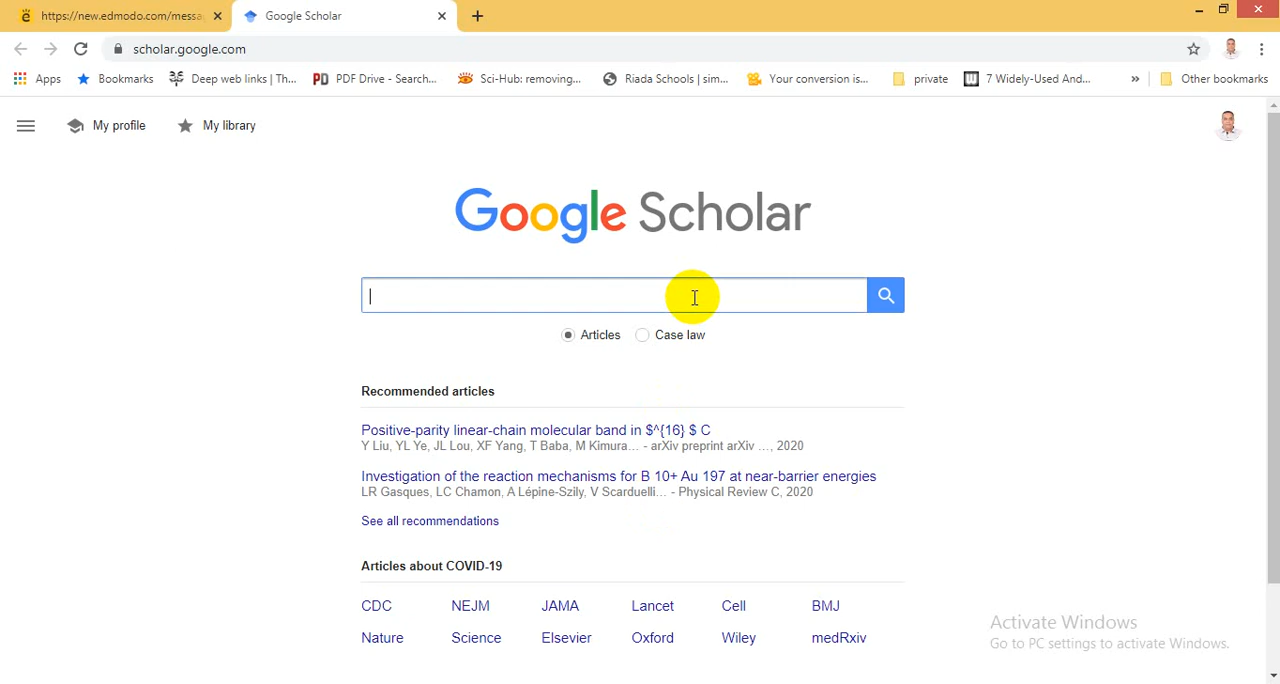 https://new.edmodo.com/messa
Google Scholar
scholar.google.com
Apps Bookmarks Deep web links | Th... PD PDF Drive - Search... Sci-Hub: removing... Riada Schools | sim... Your conversion is... private 7 Widely-Used And... » Other bookmarks
My profile My library
Google Scholar
Articles Case law
Recommended articles
Positive-parity linear-chain molecular band in $^{16} $ C
Y Liu, YL Ye, JL Lou, XF Yang, T Baba, M Kimura... - arXiv preprint arXiv ..., 2020
Investigation of the reaction mechanisms for B 10+ Au 197 at near-barrier energies
LR Gasques, LC Chamon, A Lépine-Szily, V Scarduelli... - Physical Review C, 2020
See all recommendations
Articles about COVID-19
CDC NEJM JAMA Lancet Cell BMJ
Nature Science Elsevier Oxford Wiley medRxiv
Activate Windows
Go to PC settings to activate Windows.